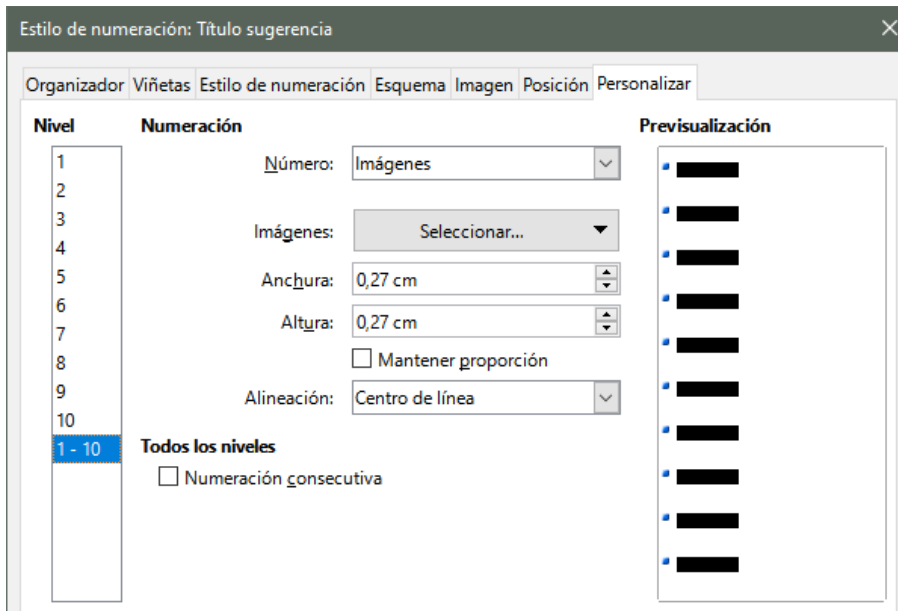 Estilo de numeración: Título sugerencia
Organizador Viñetas Estilo de numeración Esquema Imagen Posición Personalizar
Nivel Numeración Previsualización
1
2
3
4
5
6
7
8
9
10
1 - 10
Número: Imágenes
Imágenes: Seleccionar...
Anchura: 0,27 cm
Altura: 0,27 cm
Mantener proporción
Alineación: Centro de línea
Todos los niveles
Numeración consecutiva